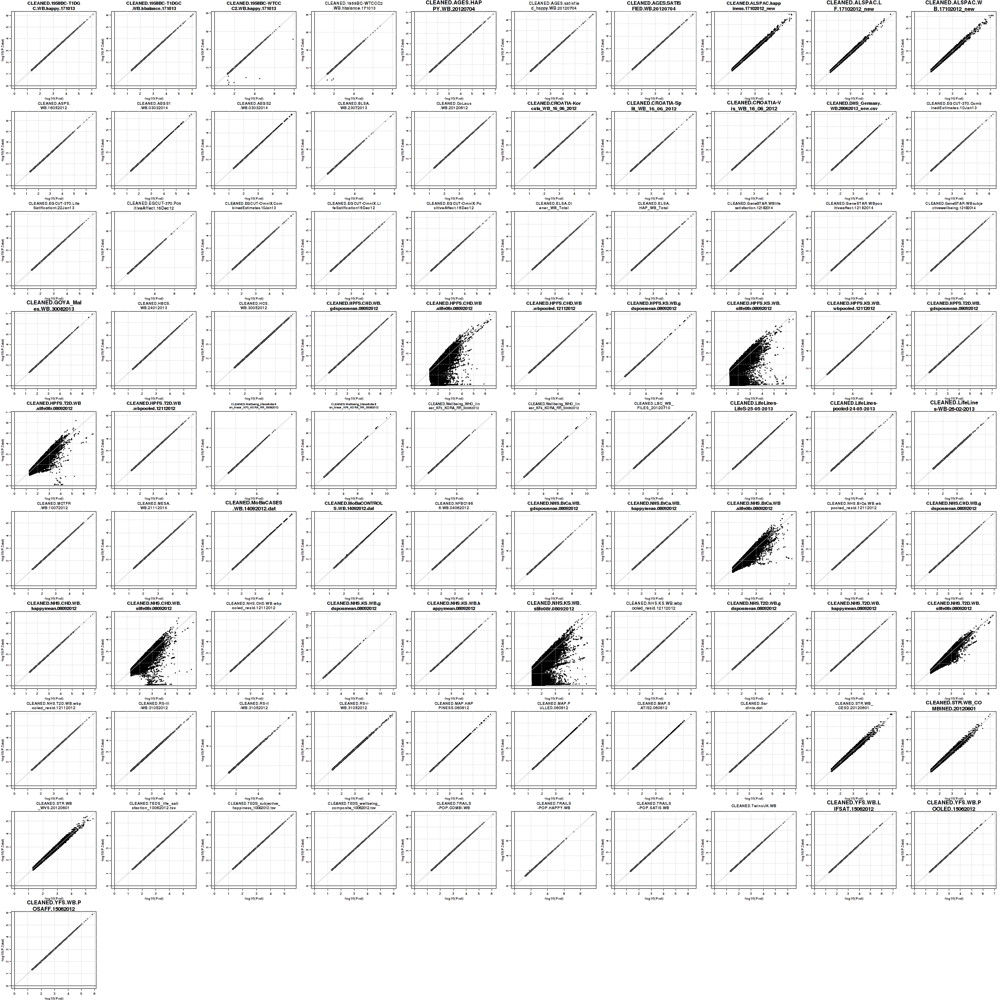 CLEANED.1958BC-T1DG
C.WB.happy.171013
CLEANED.1958BC-T1DGC
.WB.hbalance.171013
CLEANED.1958BC-WTCC
C2.WB.happy.171013
CLEANED.1958BC-WTCCC2
.WB.hbalance.171013
CLEANED.AGES.HAP
PY.WB.20120704
CLEANED.AGES.satisfie
d_happy.WB.20120704
CLEANED.AGES.SATIS
FIED.WB.20120704
CLEANED.ALSPAC.happ
iness.17102012_new
CLEANED.ALSPAC.L
F.17102012_new
CLEANED.ALSPAC.W
B.17102012_new
-log10(P.Zstat)
-log10(Pval)
CLEANED.ASPS.
WB.16052012
CLEANED.AEGS1
.WB.03032014
CLEANED.AEGS2
.WB.03032014
CLEANED.BLSA.
WB.23072013
CLEANED.CoLaus
.WB.20120612
CLEANED.CROATIA-Kor
cula_WB_16_06_2012
CLEANED.CROATIA-Sp
lit_WB_16_06_2012
CLEANED.CROATIA-V
is_WB_16_06_2012
CLEANED.DHS_Germany.
WB.28062013_new.csv
CLEANED.EGCUT-370.Comb
inedEstimates.10Jan13
CLEANED.EGCUT-370.Life
Satificationt.22Jan13
CLEANED.EGCUT-370.Pos
itiveAffect.16Dec12
CLEANED.EGCUT-OmniX.Com
binedEstimates.10Jan13
CLEANED.EGCUT-OmniX.Li
feSatification16Dec12
CLEANED.EGCUT-OmniX.Po
sitiveAffect.16Dec12
CLEANED.ELSA.Di
ener_WB_Total
CLEANED.ELSA.
HAP_WB_Total
CLEANED.GeneSTAR.WBlife
satisfaction.12182014
CLEANED.GeneSTAR.WBpos
itiveaffect.12182014
CLEANED.GeneSTAR.WBsubje
ctivewellbeing.12182014
CLEANED.GOYA_Mal
es.WB.30082013
CLEANED.HBCS.
WB.24012013
CLEANED.HCS.
WB.30052012
CLEANED.HPFS.CHD.WB.
gdsposmean.08092012
CLEANED.HPFS.CHD.WB
.slife08r.08092012
CLEANED.HPFS.CHD.WB
.wbpooled.12112012
CLEANED.HPFS.KS.WB.g
dsposmean.08092012
CLEANED.HPFS.KS.WB.
slife08r.08092012
CLEANED.HPFS.KS.WB.
wbpooled.12112012
CLEANED.HPFS.T2D.WB.
gdsposmean.08092012
CLEANED.HPFS.T2D.WB
.slife08r.08092012
CLEANED.HPFS.T2D.WB
.wbpooled.12112012
CLEANED.Wellbeing_lifesatisfacti
on_linear_KF3_KORA_RR_30082012
CLEANED.Wellbeing_lifesatisfacti
on_linear_KF4_KORA_RR_30082012
CLEANED.Wellbeing_WHO_lin
ear_KF3_KORA_RR_30082012
CLEANED.Wellbeing_WHO_lin
ear_KF4_KORA_RR_30082012
CLEANED.LBC_WB_
FILES_20120710
CLEANED.LifeLines-
LifeS-25-05-2013
CLEANED.LifeLines-
pooled-24-05-2013
CLEANED.LifeLine
s-WB-26-02-2013
CLEANED.MCTFR
.WB.10072012
CLEANED.MESA.
WB.21112014
CLEANED.MoBaCASES
.WB.14092012.dat
CLEANED.MoBaCONTROL
S.WB.14092012.dat
CLEANED.NFBC196
6.WB.04062012
CLEANED.NHS.BrCa.WB.
gdsposmean.08092012
CLEANED.NHS.BrCa.WB.
happymean.08092012
CLEANED.NHS.BrCa.WB
.slife08r.08092012
CLEANED.NHS.BrCa.WB.wb
pooled_resid.12112012
CLEANED.NHS.CHD.WB.g
dsposmean.08092012
CLEANED.NHS.CHD.WB.
happymean.08092012
CLEANED.NHS.CHD.WB.
slife08r.08092012
CLEANED.NHS.CHD.WB.wbp
ooled_resid.12112012
CLEANED.NHS.KS.WB.g
dsposmean.08092012
CLEANED.NHS.KS.WB.h
appymean.08092012
CLEANED.NHS.KS.WB.
slife08r.08092012
CLEANED.NHS.KS.WB.wbp
ooled_resid.12112012
CLEANED.NHS.T2D.WB.g
dsposmean.08092012
CLEANED.NHS.T2D.WB.
happymean.08092012
CLEANED.NHS.T2D.WB.
slife08r.08092012
CLEANED.NHS.T2D.WB.wbp
ooled_resid.12112012
CLEANED.RS-III
-WB.31052012
CLEANED.RS-II
-WB.31052012
CLEANED.RS-I-
WB.31052012
CLEANED.MAP.HAP
PINESS.060612
CLEANED.MAP.P
ULLED.060612
CLEANED.MAP.S
ATIS2.060612
CLEANED.Sar
dinia.dat
CLEANED.STR.WB_
CESD.20120601
CLEANED.STR.WB_CO
MBINED.20120601
CLEANED.STR.WB
_WVS.20120601
CLEANED.TEDS_life_sati
sfaction_10062012.tsv
CLEANED.TEDS_subjective_
happiness_10062012.tsv
CLEANED.TEDS_wellbeing_
composite_10062012.tsv
CLEANED.TRAILS
-POP.COMBI.WB
CLEANED.TRAILS
-POP.HAPPY.WB
CLEANED.TRAILS
-POP.SATIS.WB
CLEANED.TwinsUK.WB
CLEANED.YFS.WB.L
IFSAT.15062012
CLEANED.YFS.WB.P
OOLED.15062012
CLEANED.YFS.WB.P
OSAFF.15062012
-log10(P.Zstat)
-log10(Pval)